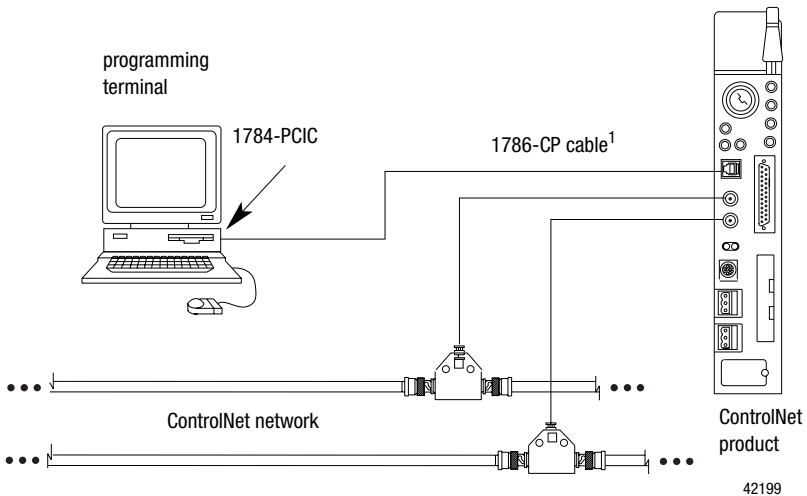 programming
terminal
1784-PCIC
1786-CP cable1
ControlNet network
ControlNet
product
42199